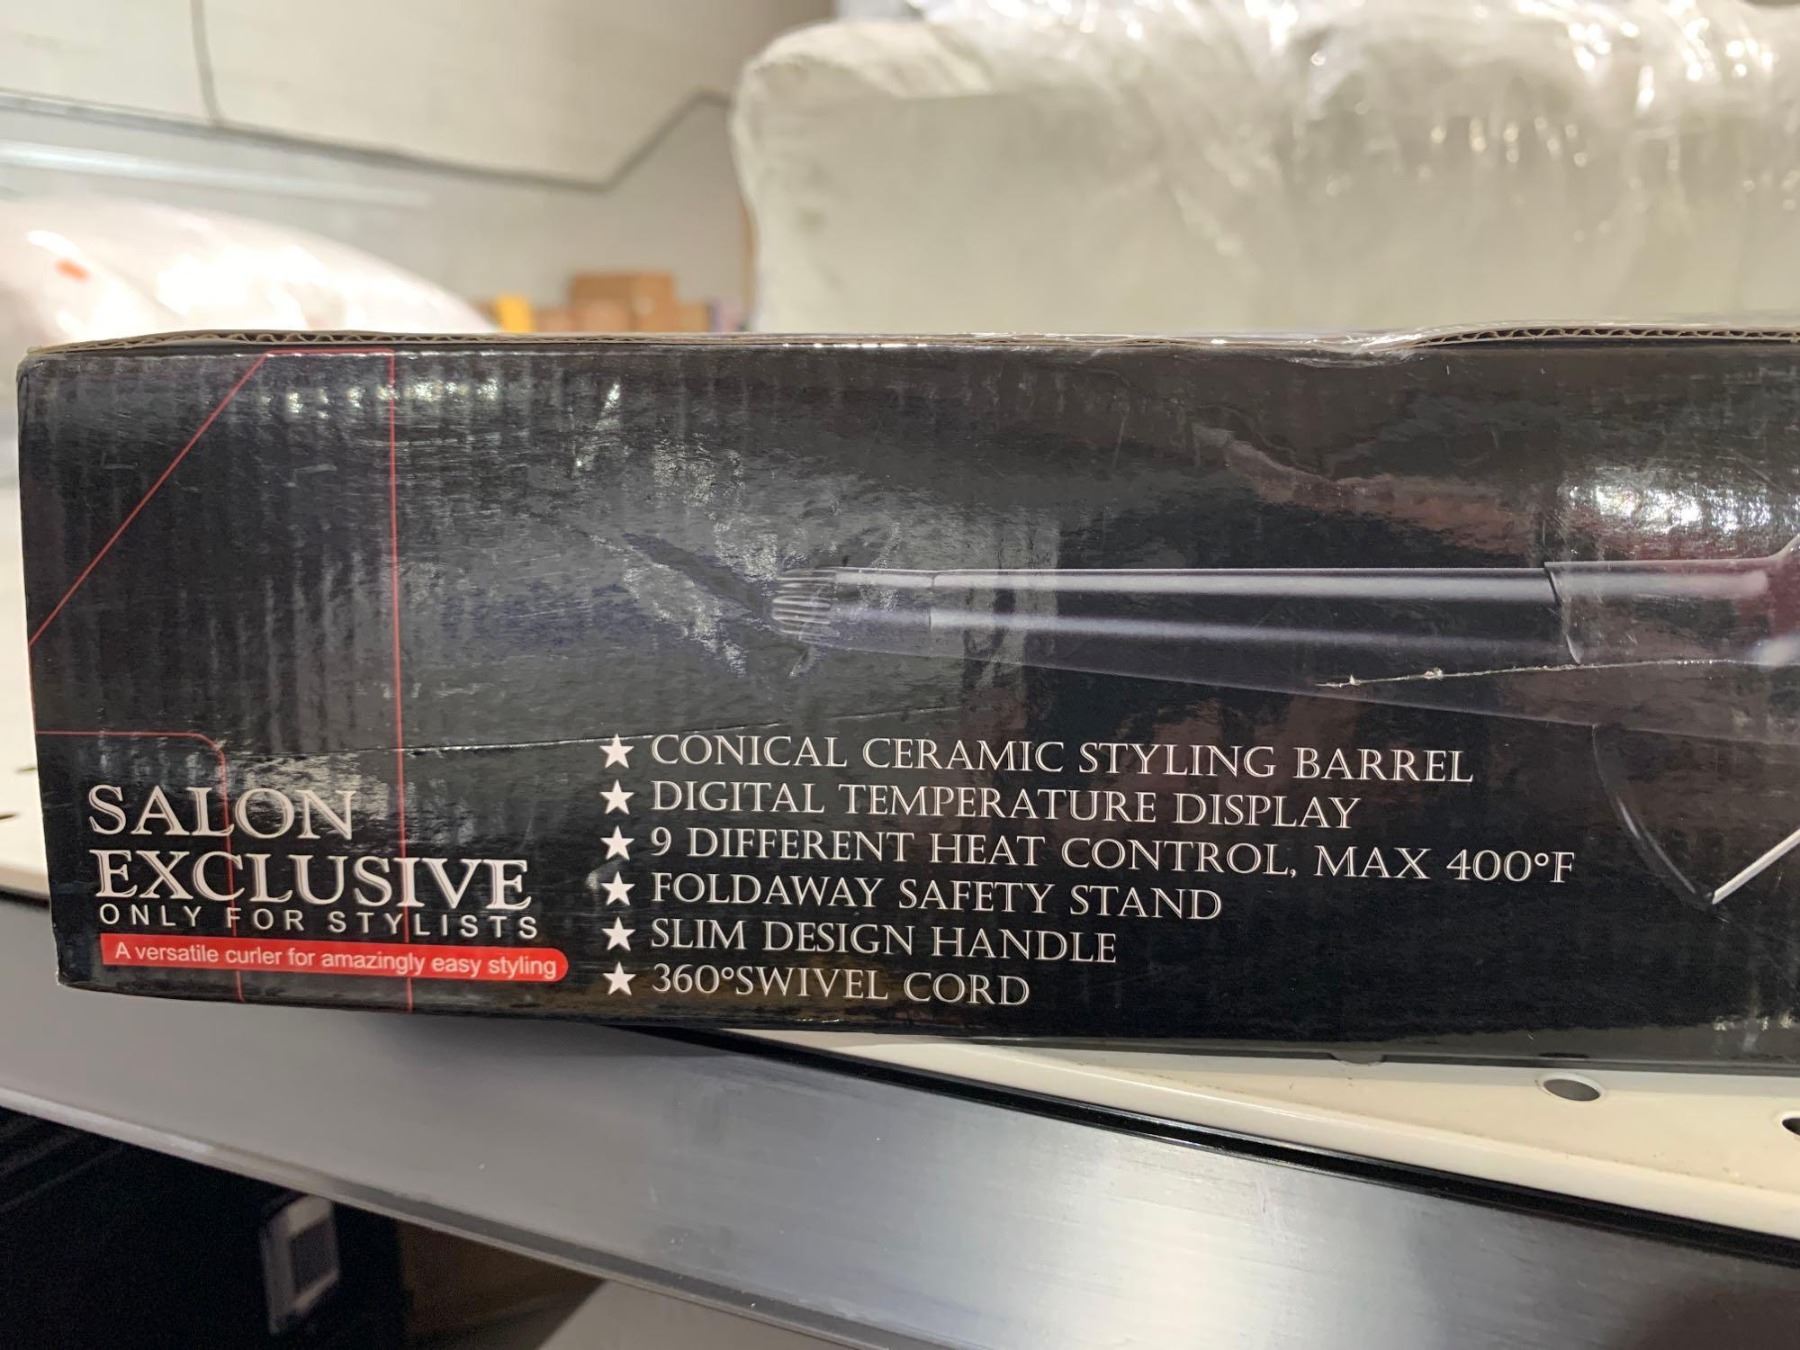 SALON
EXCLUSIVE
ONLY FOR STYLISTS
A versatile curler for amazingly easy styling
★ CONICAL CERAMIC STYLING BARREL
★ DIGITAL TEMPERATURE DISPLAY
★ 9 DIFFERENT HEAT CONTROL, MAX 400°F
★ FOLDAWAY SAFETY STAND
★ SLIM DESIGN HANDLE
★ 360°SWIVEL CORD